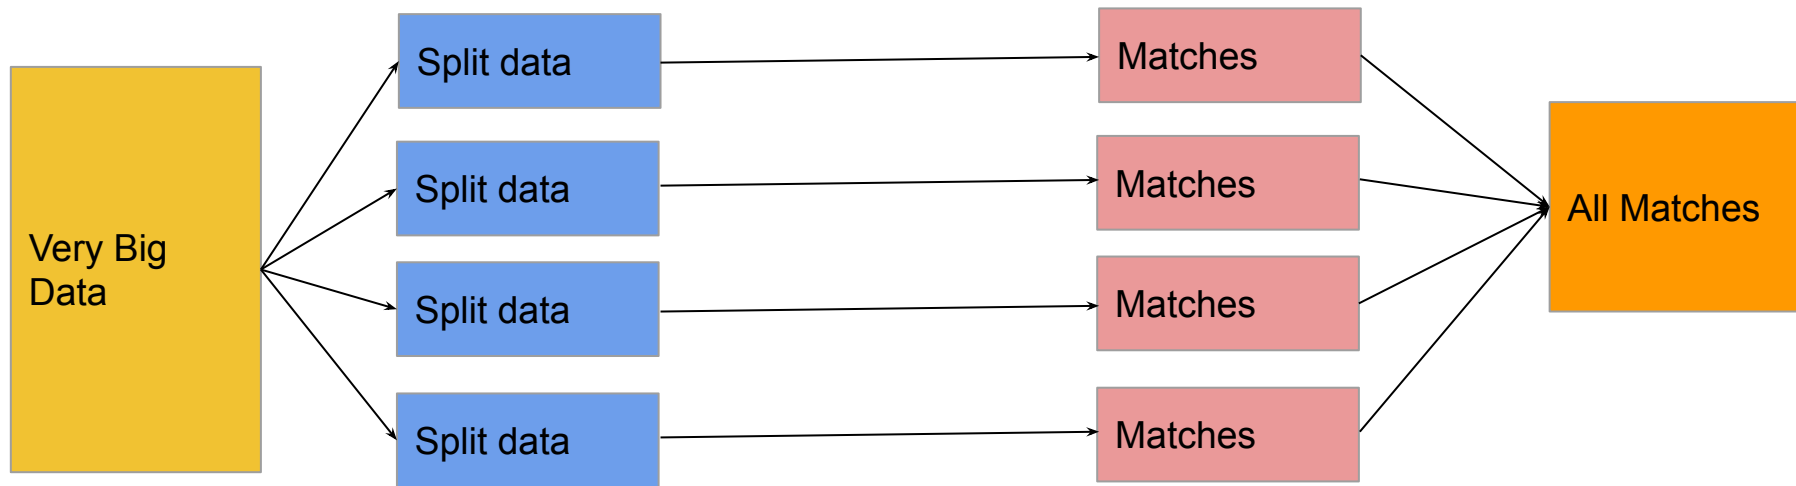 Very Big
Data
Split data
Split data
Split data
Split data
Matches
Matches
Matches
Matches
All Matches